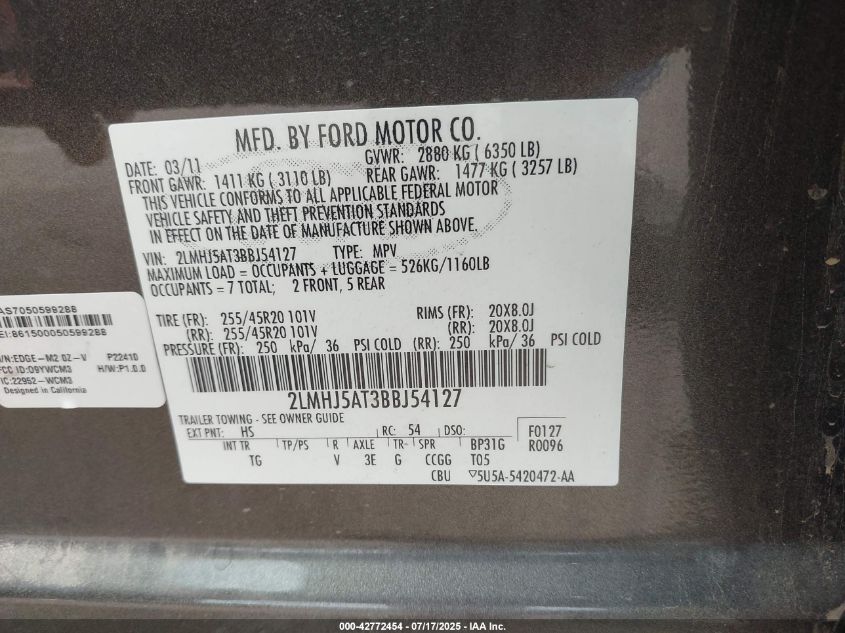 MFD. BY FORD MOTOR CO.
DATE: 03/11 GVWR: 2880 KG ( 6350 LB)
FRONT GAWR: 1411 KG ( 3110 LB) REAR GAWR: 1477 KG ( 3257 LB)
THIS VEHICLE CONFORMS TO ALL APPLICABLE FEDERAL MOTOR
VEHICLE SAFETY AND THEFT PREVENTION STANDARDS
IN EFFECT ON THE DATE OF MANUFACTURE SHOWN ABOVE.
VIN: 2LMHJ5AT3BBJ54127 TYPE: MPV
MAXIMUM LOAD = OCCUPANTS + LUGGAGE = 526KG/1160LB
OCCUPANTS = 7 TOTAL; 2 FRONT, 5 REAR
TIRE (FR): 255/45R20 101V RIMS (FR): 20X8.0J
(RR): 255/45R20 101V (RR): 20X8.0J
PRESSURE (FR): 250 kPa/ 36 PSI COLD (RR): 250 kPa/ 36 PSI COLD
2LMHJ5AT3BBJ54127
TRAILER TOWING - SEE OWNER GUIDE
EXT PNT: HS RC: 54 DSO: F0127
INT TR TP/PS R AXLE TR- SPR BP31G R0096
TG V 3E G CCGG T05
CBU ▽5U5A-5420472-AA
AS7050599288
EI:861500050599288
/N:EDGE-M2 0Z-V P22410
FCC ID:O9YWCM3 H/W:P1.0.0
IC:22952-WCM3
Designed in California
000-42772454 - 07/17/2025 - IAA Inc.